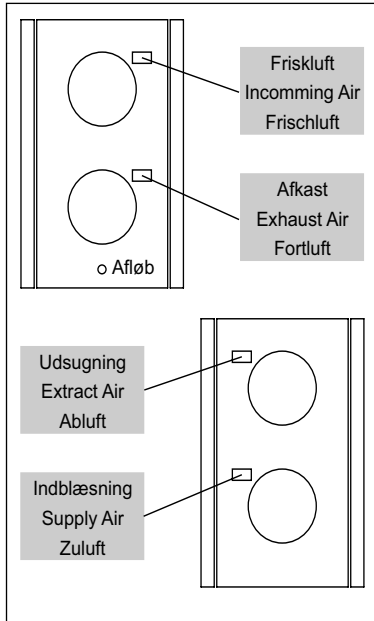 Friskluft
Incomming Air
Frischluft
Afkast
Exhaust Air
Fortluft
Afløb
Udsugning
Extract Air
Abluft
Indblæsning
Supply Air
Zuluft